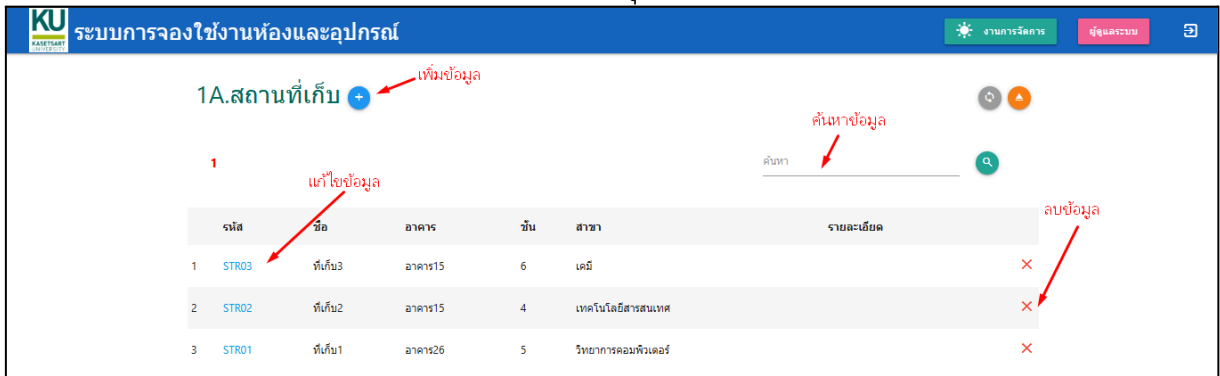 KU
KASETSART
UNIVERSITY
ระบบการจองใช้งานห้องและอุปกรณ์
งานการจัดการ
ผู้ดูแลระบบ
1A.สถานที่เก็บ +
เพิ่มข้อมูล
ค้นหาข้อมูล
1
ค้นหา
แก้ไขข้อมูล
ลบข้อมูล
รหัส ชื่อ อาคาร ชั้น สาขา รายละเอียด
1 STR03 ที่เก็บ3 อาคาร15 6 เคมี
2 STR02 ที่เก็บ2 อาคาร15 4 เทคโนโลยีสารสนเทศ
3 STR01 ที่เก็บ1 อาคาร26 5 วิทยาการคอมพิวเตอร์